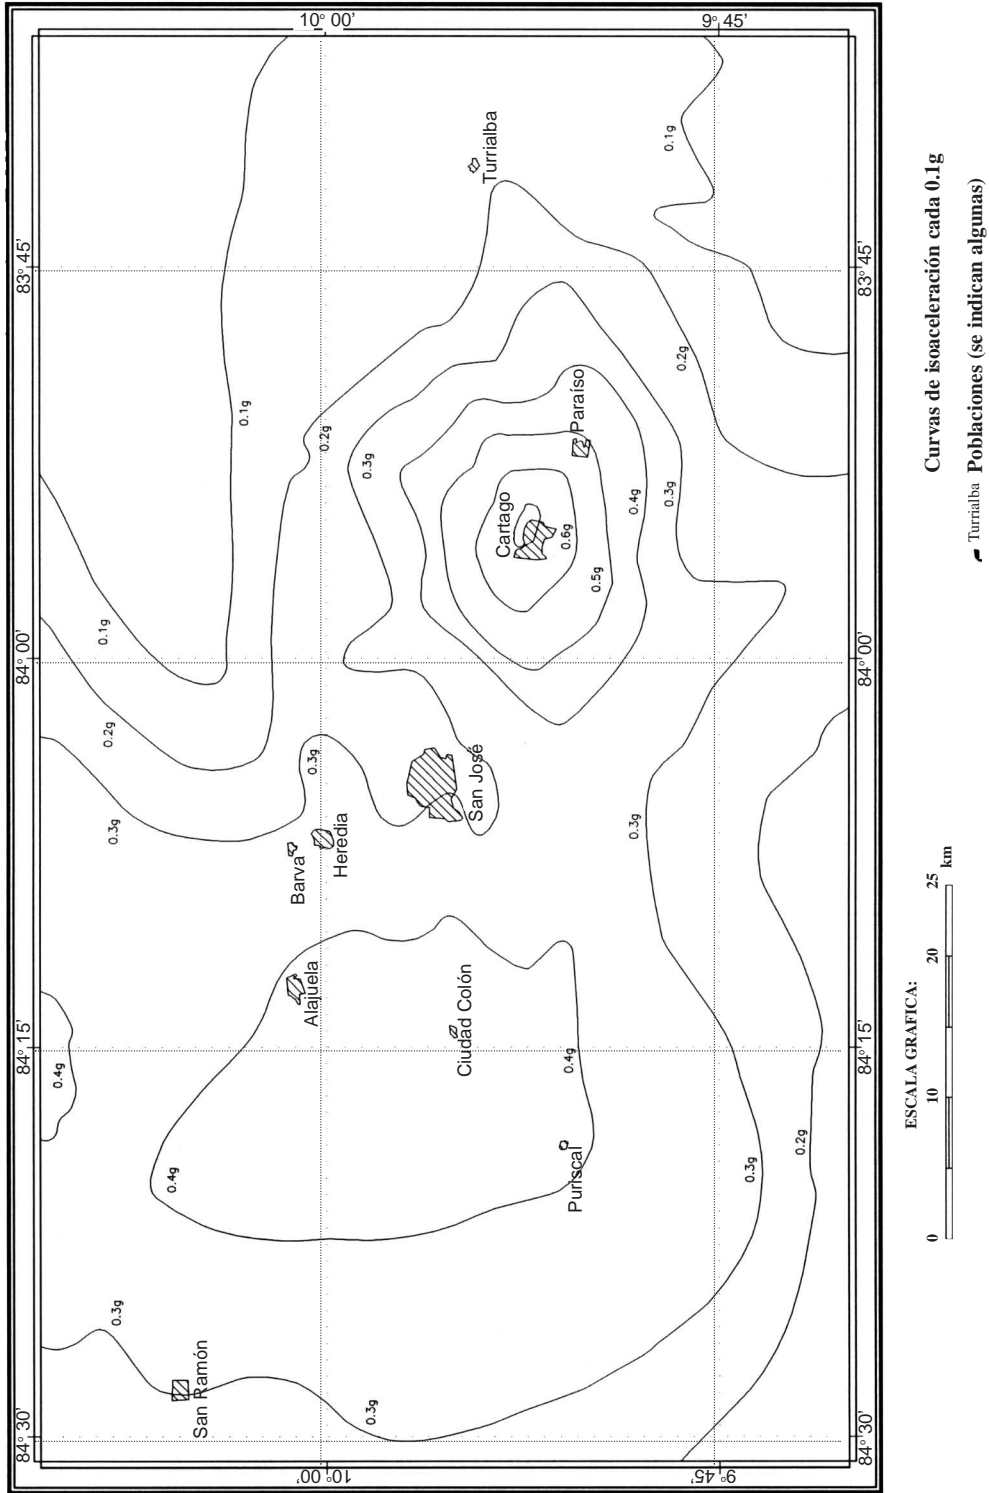 10° 00'
9° 45'
83° 45'
83° 45'
84° 00'
84° 00'
84° 15'
84° 15'
84° 30'
84° 30'
10° 00'
9° 45'
Turrialba
Paraíso
Cartago
San José
Heredia
Barva
Alajuela
Ciudad Colón
Puriscal
San Ramón
0.1g
0.1g
0.1g
0.2g
0.2g
0.2g
0.2g
0.3g
0.3g
0.3g
0.3g
0.3g
0.3g
0.3g
0.3g
0.4g
0.4g
0.4g
0.4g
0.5g
0.6g
Curvas de isoaceleración cada 0.1g
Turrialba Poblaciones (se indican algunas)
ESCALA GRAFICA:
0 10 20 25 km